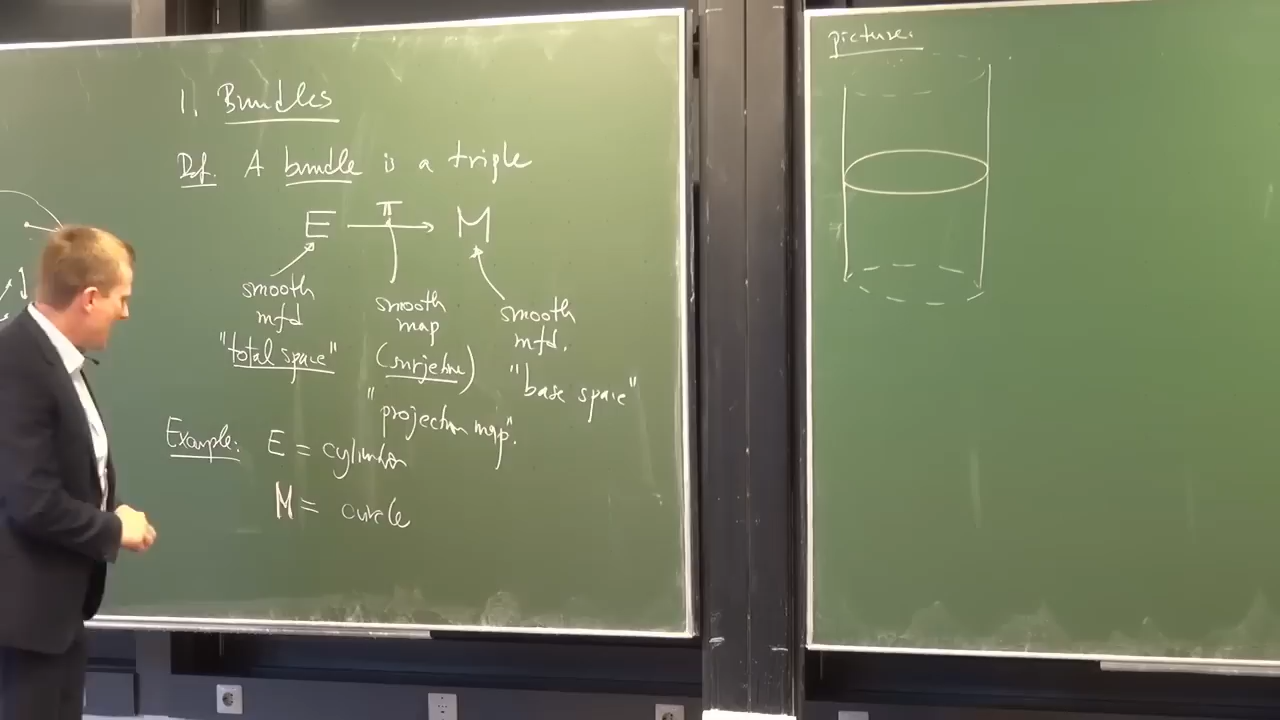 1. Bundles
Def. A bundle is a triple
E π M
smooth mfd "total space"
smooth map (surjective) "projection map".
smooth mfd. "base space"
Example: E = cylinder
M = circle
picture: